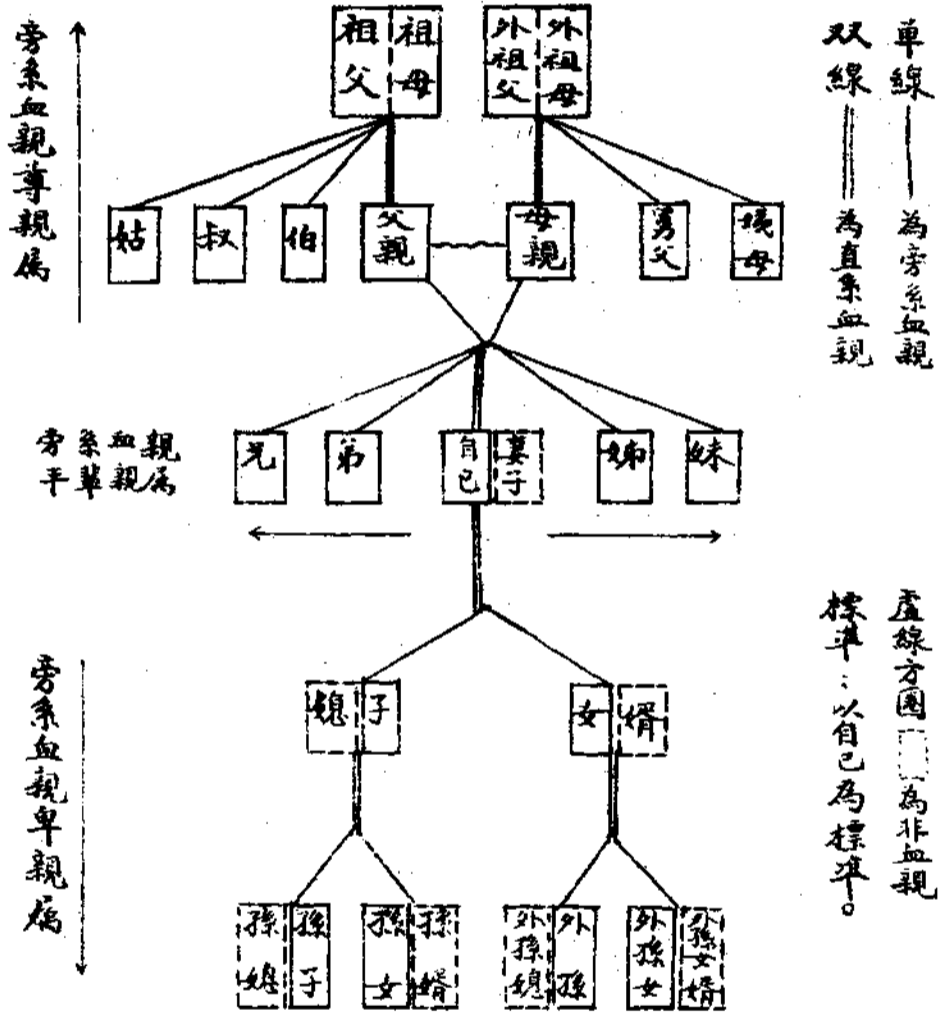 單線 為旁系血親
双線 為直系血親
旁系血親尊親属
祖父
祖母
外祖父
外祖母
姑
叔
伯
父親
母親
舅父
姨母
旁系血親
平輩親属
兄
弟
自己
妻子
姊
妹
虛線方圈 為非血親
標準：以自己為標準。
旁系血親卑親属
媳
子
女
婿
孫媳
孫子
孫女
孫婿
外孫媳
外孫
外孫女
外孫女婿